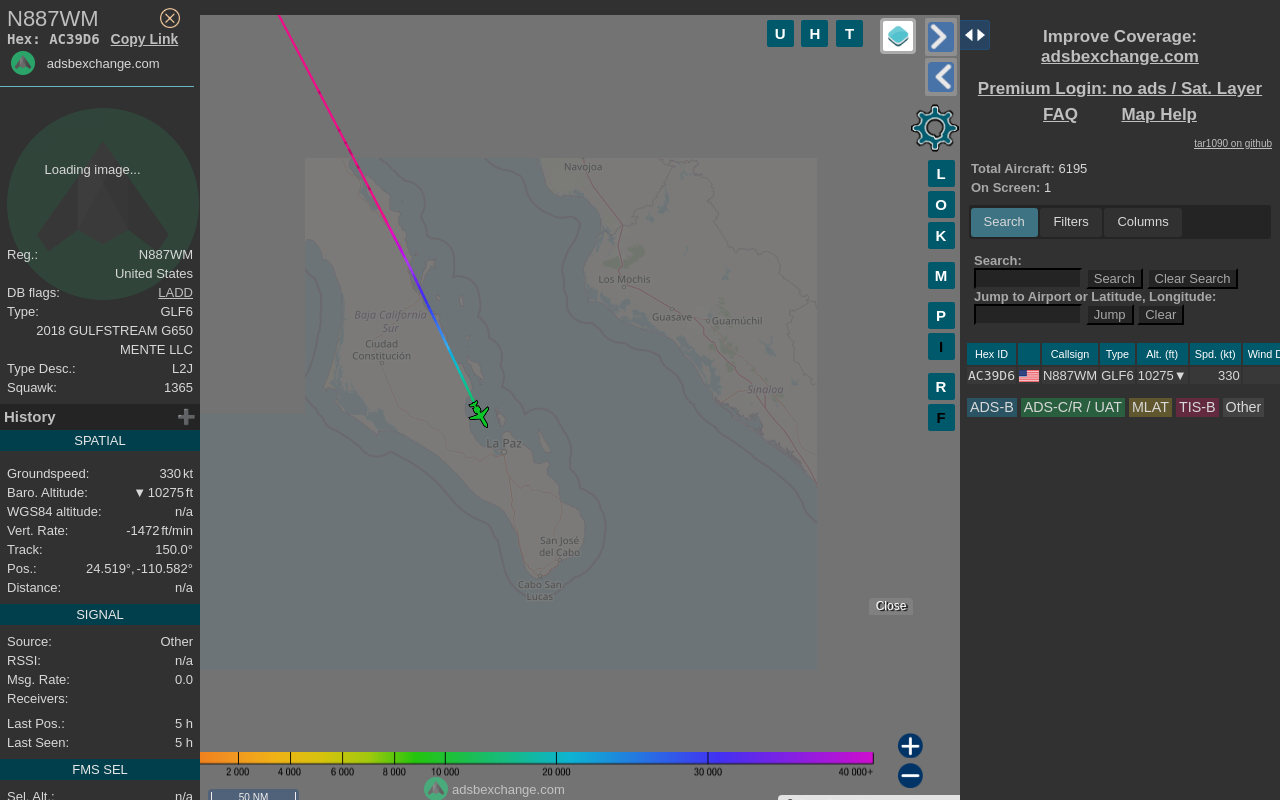 N887WM
Hex: AC39D6 Copy Link
adsbexchange.com
Loading image...
Reg.: N887WM
United States
DB flags: LADD
Type: GLF6
2018 GULFSTREAM G650
MENTE LLC
Type Desc.: L2J
Squawk: 1365
History
SPATIAL
Groundspeed: 330 kt
Baro. Altitude: ▼ 10275 ft
WGS84 altitude: n/a
Vert. Rate: -1472 ft/min
Track: 150.0°
Pos.: 24.519°, -110.582°
Distance: n/a
SIGNAL
Source: Other
RSSI: n/a
Msg. Rate: 0.0
Receivers:
Last Pos.: 5 h
Last Seen: 5 h
FMS SEL
Sel. Alt.: n/a
U H T
L
O
K
M
P
I
R
F
Navojoa
Los Mochis
Guasave
Guamúchil
Baja California
Sur
Ciudad
Constitución
Sinaloa
La Paz
San José
del Cabo
Cabo San
Lucas
Close
2 000 4 000 6 000 8 000 10 000 20 000 30 000 40 000+
adsbexchange.com
50 NM
Improve Coverage:
adsbexchange.com
Premium Login: no ads / Sat. Layer
FAQ Map Help
tar1090 on github
Total Aircraft: 6195
On Screen: 1
Search Filters Columns
Search:
Search Clear Search
Jump to Airport or Latitude, Longitude:
Jump Clear
Hex ID Callsign Type Alt. (ft) Spd. (kt) Wind D
AC39D6 N887WM GLF6 10275▼ 330
ADS-B ADS-C/R / UAT MLAT TIS-B Other